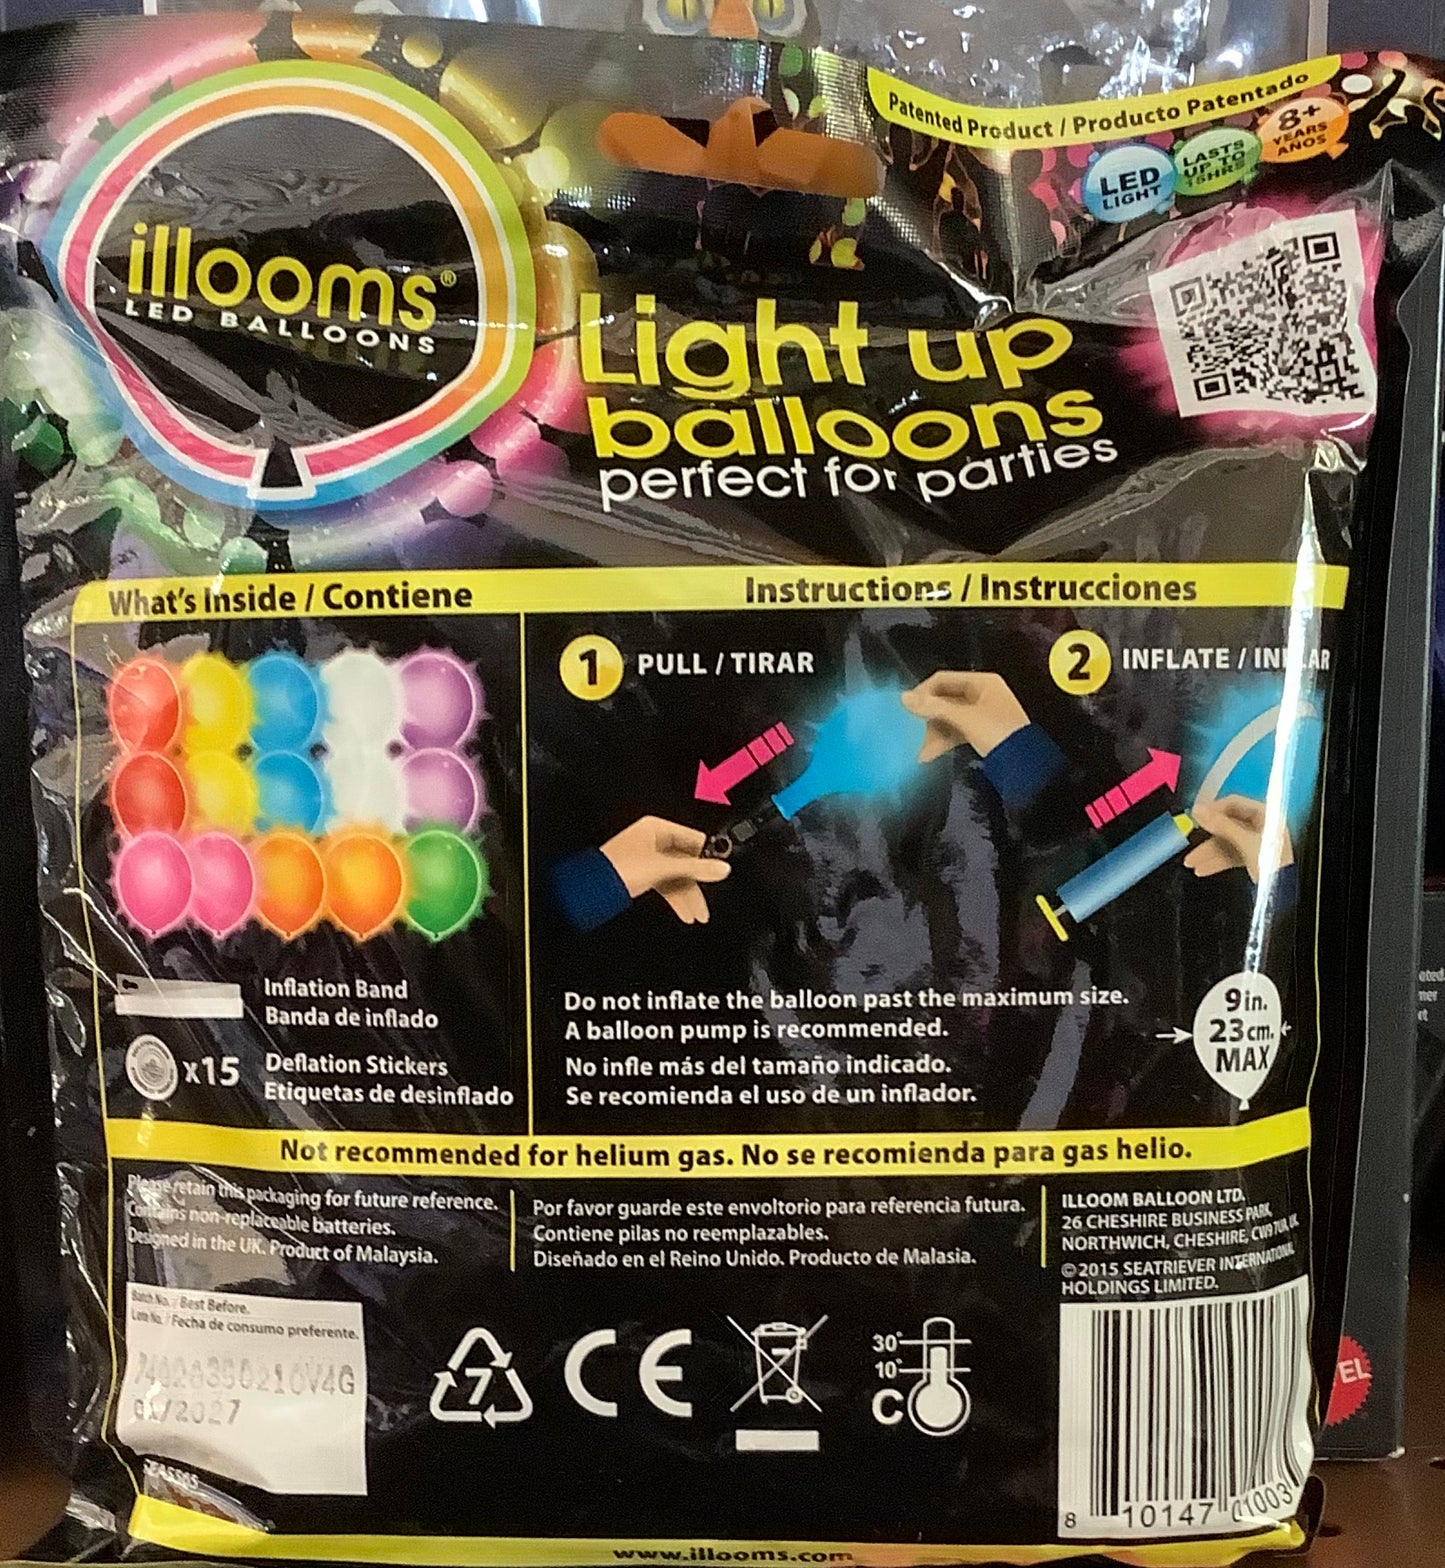 Patented Product / Producto Patentado
LED
LIGHT
LASTS
UP TO
15HRS
8+
YEARS
AÑOS
illooms®
LED BALLOONS
Light up
balloons
perfect for parties
What's Inside / Contiene
Instructions / Instrucciones
1 PULL / TIRAR
2 INFLATE /
Inflation Band
Banda de inflado
x15
Deflation Stickers
Etiquetas de desinflado
Do not inflate the balloon past the maximum size.
A balloon pump is recommended.
No infle más del tamaño indicado.
Se recomienda el uso de un inflador.
9in.
23cm.
MAX
Not recommended for helium gas. No se recomienda para gas helio.
Please retain this packaging for future reference.
Contains non-replaceable batteries.
Designed in the UK. Product of Malaysia.
Por favor guarde este envoltorio para referencia futura.
Contiene pilas no reemplazables.
Diseñado en el Reino Unido. Producto de Malasia.
ILLOOM BALLOON LTD.
26 CHESHIRE BUSINESS PARK,
NORTHWICH, CHESHIRE,
©2015 SEATRIEVER INTERNATIONAL
HOLDINGS LIMITED.
Batch No. / Best Before.
Lote No. / Fecha de consumo preferente.
01/2027
7
CE
30°
10°
C
8 10147 01003
www.illooms.com
EL